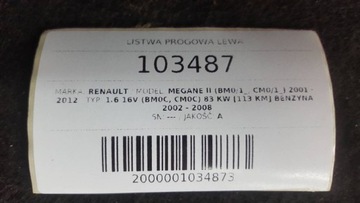 LISTWA PROGOWA LEWA
103487
MARKA: RENAULT MODEL: MEGANE II (BM0/1_, CM0/1_) 2001 -
2012 TYP: 1.6 16V (BM0C, CM0C) 83 KW [113 KM] BENZYNA
2002 - 2008
SN: ---, JAKOŚĆ: A
2000001034873